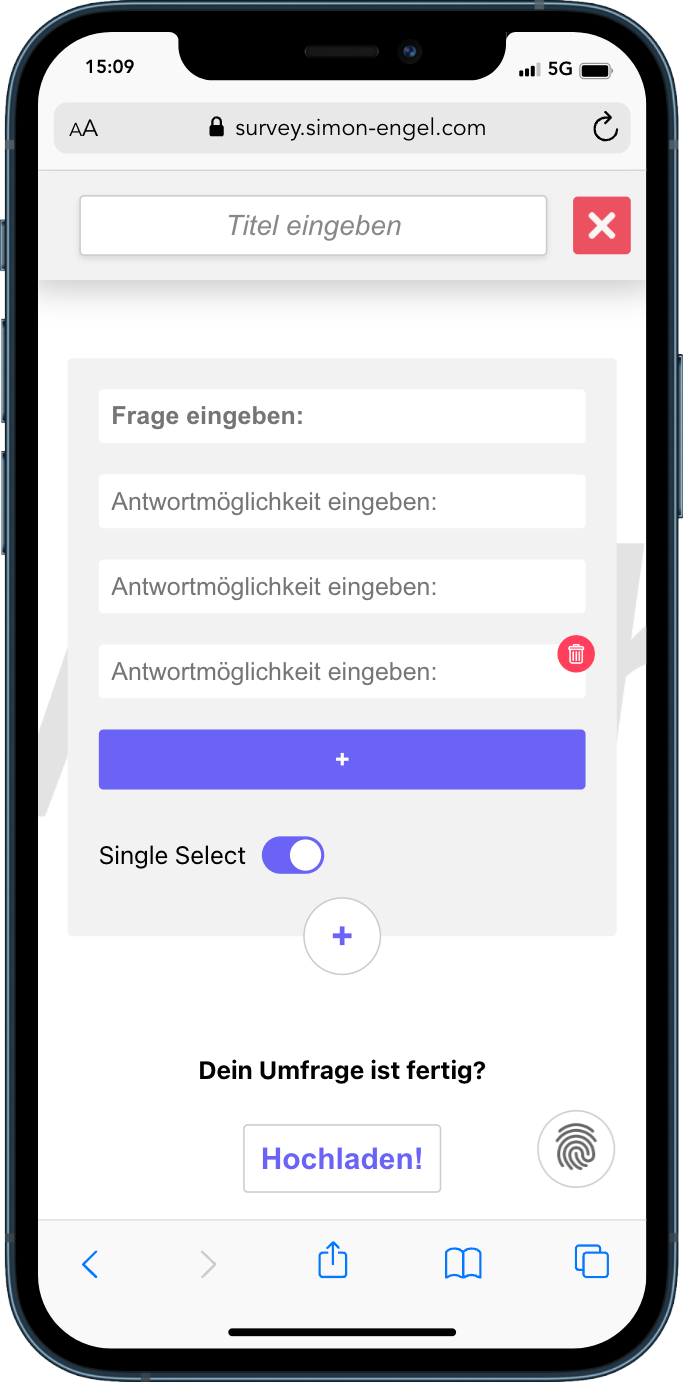 15:09
5G
AA
survey.simon-engel.com
Titel eingeben
Frage eingeben:
Antwortmöglichkeit eingeben:
Antwortmöglichkeit eingeben:
Antwortmöglichkeit eingeben:
+
Single Select
+
Dein Umfrage ist fertig?
Hochladen!